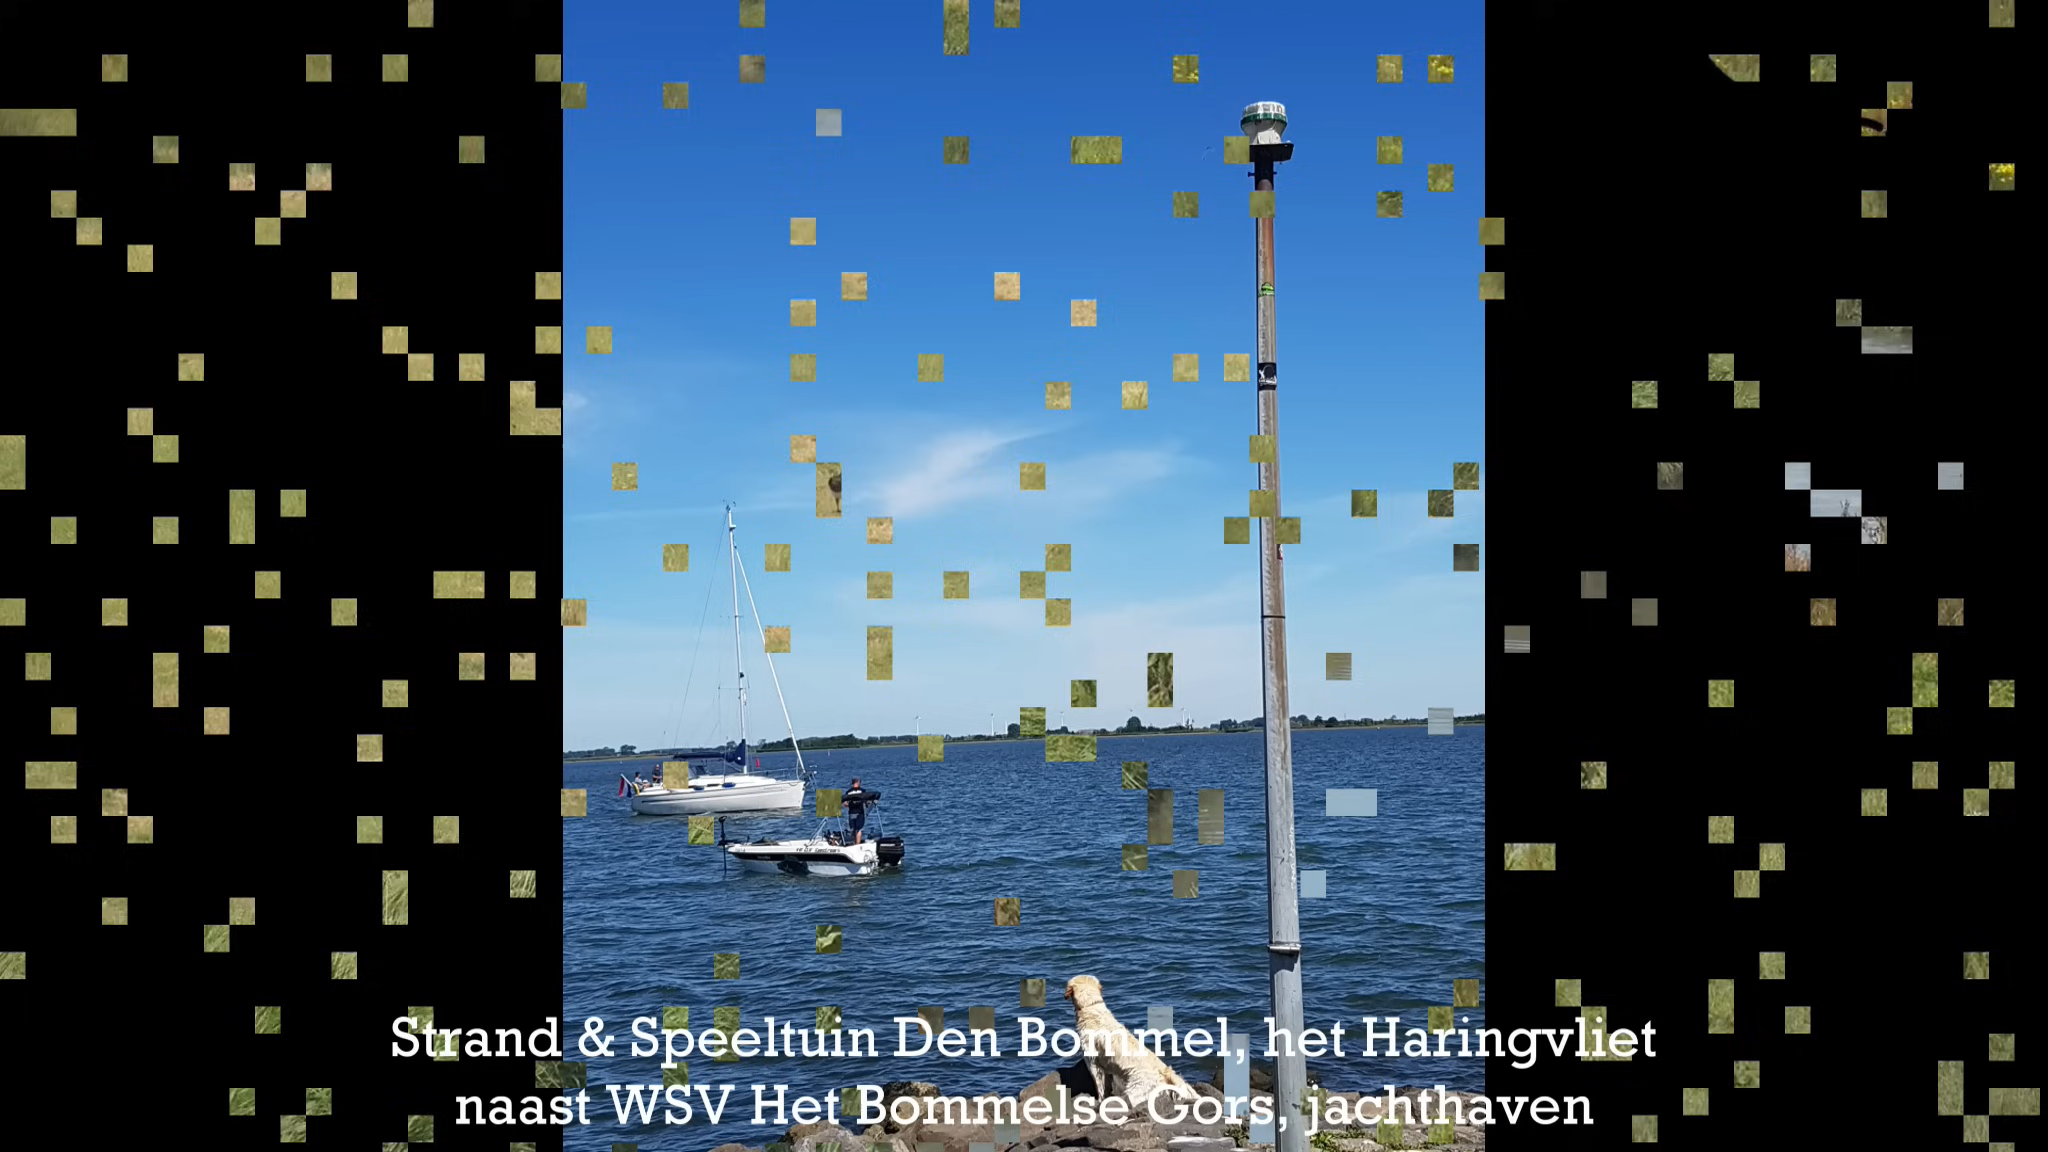 Strand & Speeltuin Den Bommel, het Haringvliet
naast WSV Het Bommelse Gors, jachthaven